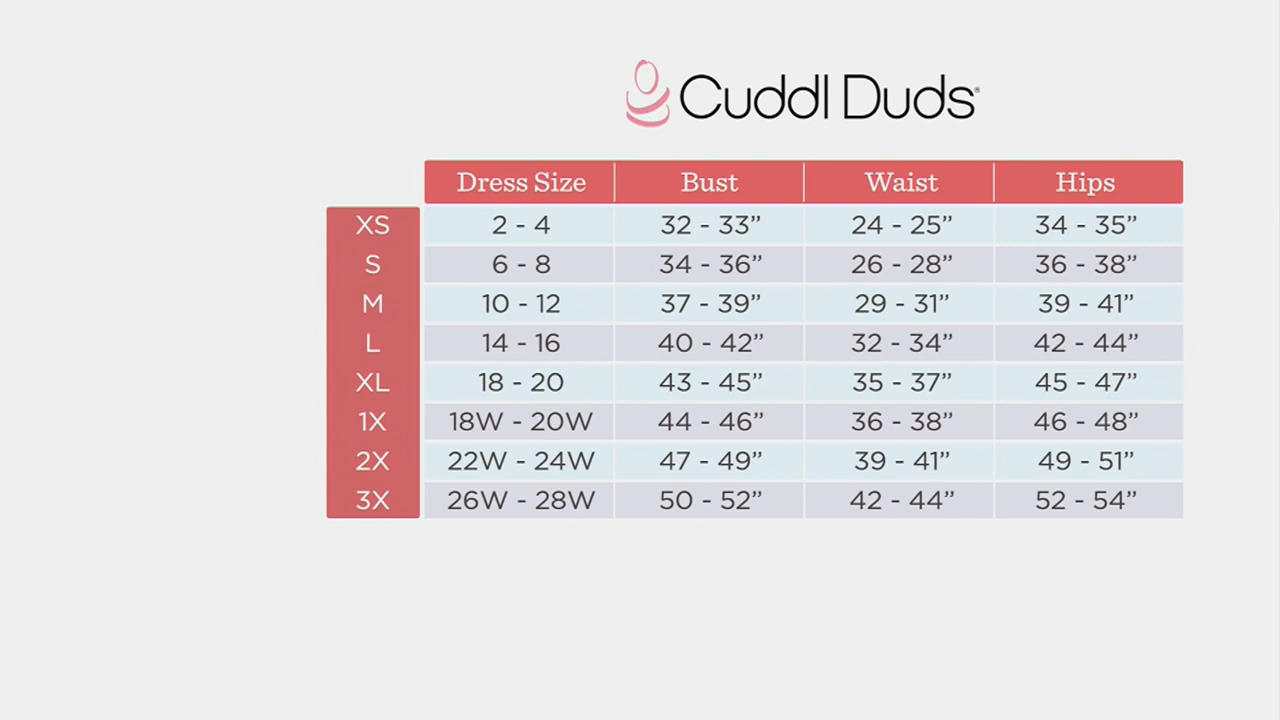 Cuddl Duds®
Dress Size Bust Waist Hips
XS 2 - 4 32 - 33” 24 - 25” 34 - 35”
S 6 - 8 34 - 36” 26 - 28” 36 - 38”
M 10 - 12 37 - 39” 29 - 31” 39 - 41”
L 14 - 16 40 - 42” 32 - 34” 42 - 44”
XL 18 - 20 43 - 45” 35 - 37” 45 - 47”
1X 18W - 20W 44 - 46” 36 - 38” 46 - 48”
2X 22W - 24W 47 - 49” 39 - 41” 49 - 51”
3X 26W - 28W 50 - 52” 42 - 44” 52 - 54”